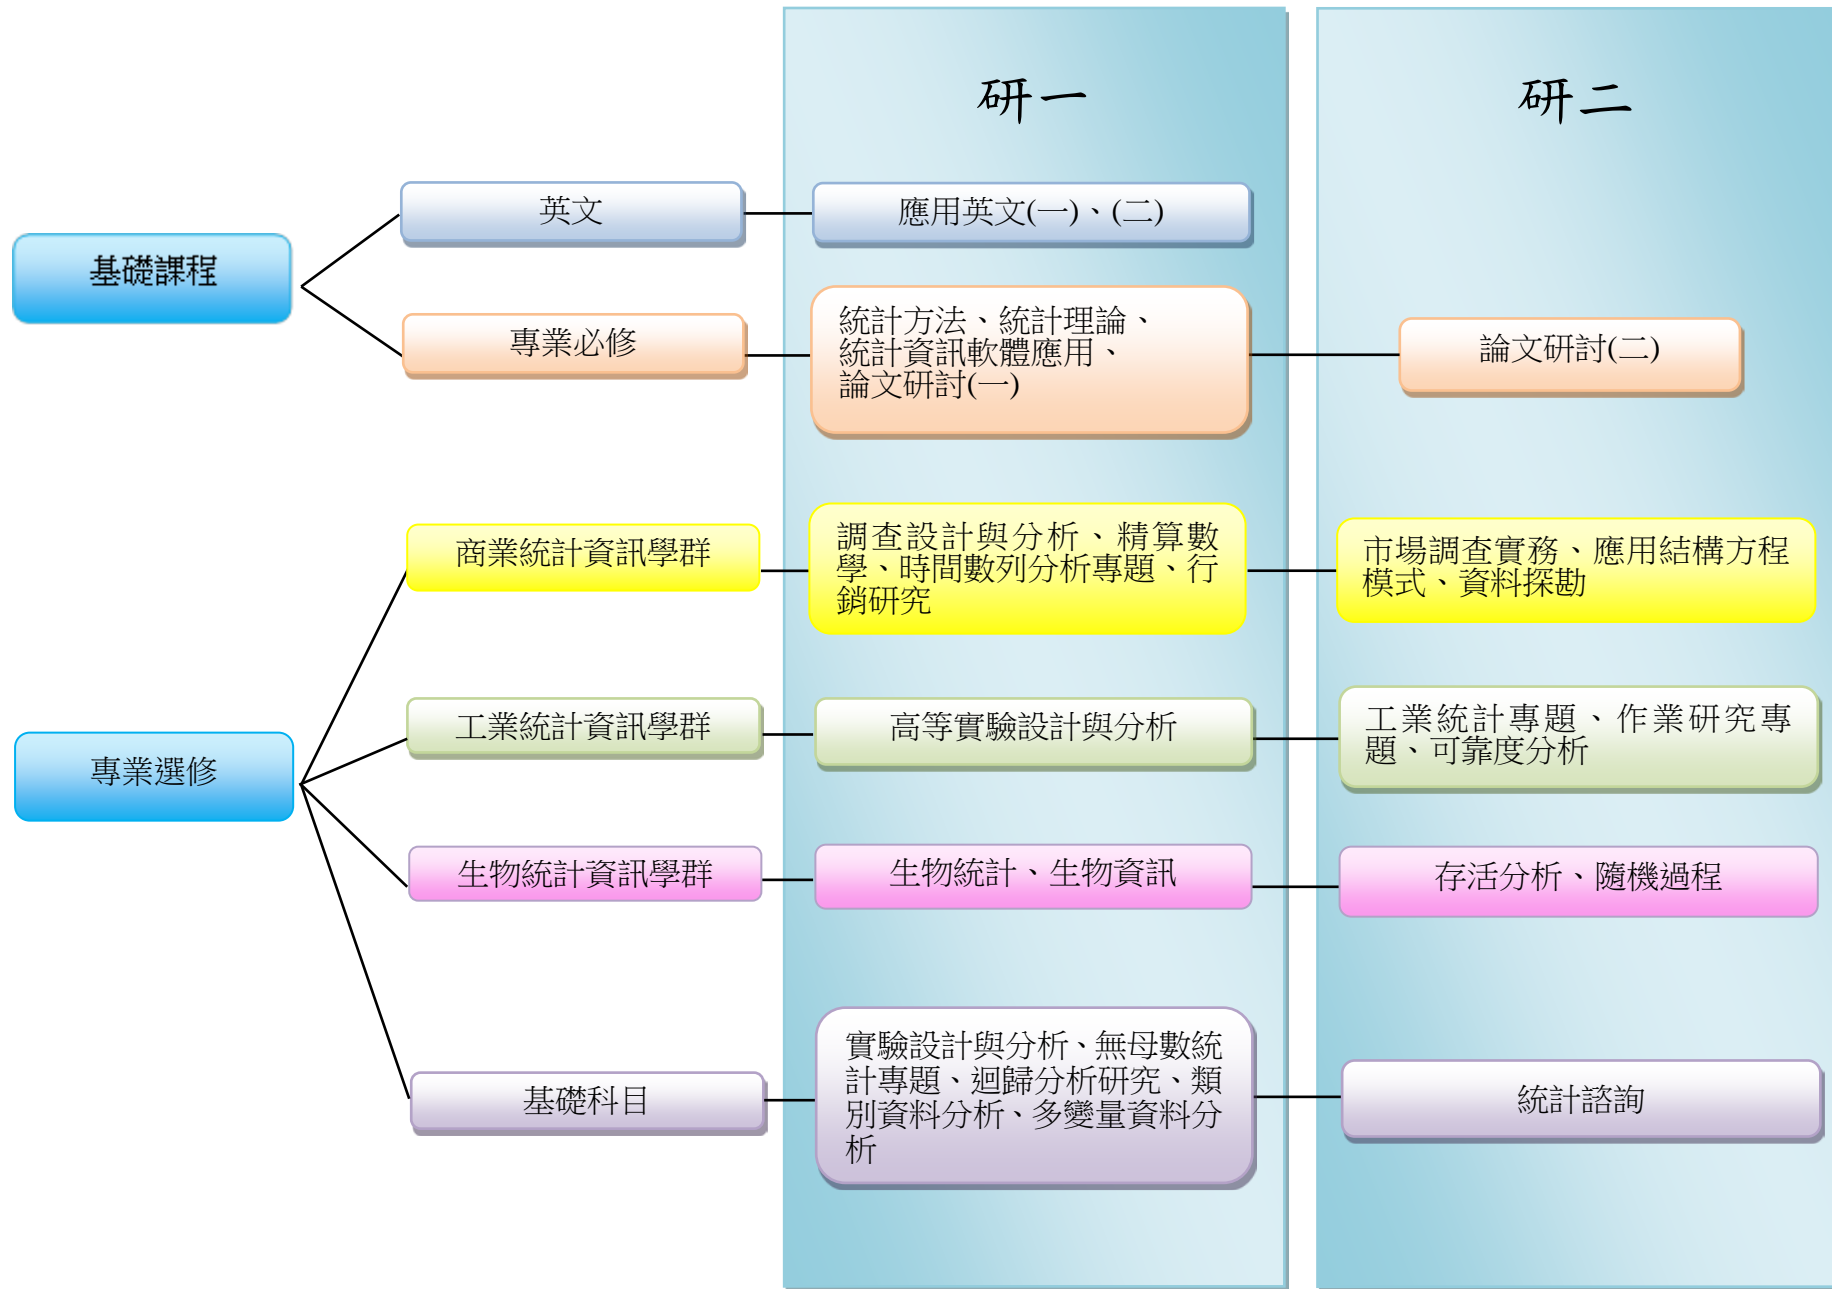 研一
研二
英文
應用英文(一)、(二)
基礎課程
專業必修
統計方法、統計理論、
統計資訊軟體應用、
論文研討(一)
論文研討(二)
商業統計資訊學群
調查設計與分析、精算數
學、時間數列分析專題、行
銷研究
市場調查實務、應用結構方程
模式、資料探勘
工業統計資訊學群
高等實驗設計與分析
工業統計專題、作業研究專
題、可靠度分析
專業選修
生物統計資訊學群
生物統計、生物資訊
存活分析、隨機過程
基礎科目
實驗設計與分析、無母數統
計專題、迴歸分析研究、類
別資料分析、多變量資料分
析
統計諮詢